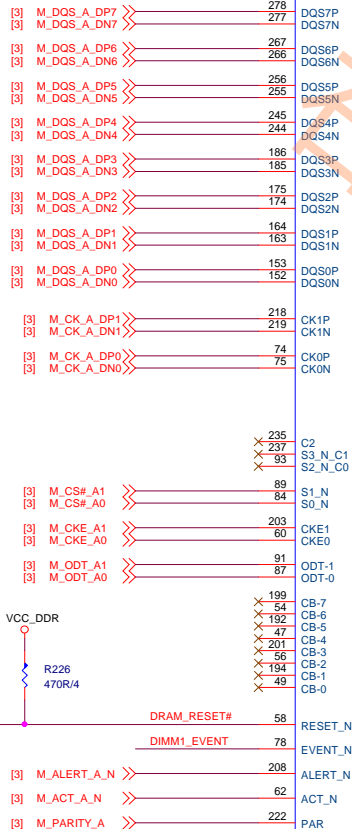 [3] M_DQS_A_DP7 278 DQS7P
[3] M_DQS_A_DN7 277 DQS7N
[3] M_DQS_A_DP6 267 DQS6P
[3] M_DQS_A_DN6 266 DQS6N
[3] M_DQS_A_DP5 256 DQS5P
[3] M_DQS_A_DN5 255 DQS5N
[3] M_DQS_A_DP4 245 DQS4P
[3] M_DQS_A_DN4 244 DQS4N
[3] M_DQS_A_DP3 186 DQS3P
[3] M_DQS_A_DN3 185 DQS3N
[3] M_DQS_A_DP2 175 DQS2P
[3] M_DQS_A_DN2 174 DQS2N
[3] M_DQS_A_DP1 164 DQS1P
[3] M_DQS_A_DN1 163 DQS1N
[3] M_DQS_A_DP0 153 DQS0P
[3] M_DQS_A_DN0 152 DQS0N
[3] M_CK_A_DP1 218 CK1P
[3] M_CK_A_DN1 219 CK1N
[3] M_CK_A_DP0 74 CK0P
[3] M_CK_A_DN0 75 CK0N
235 C2
237 S3_N_C1
93 S2_N_C0
[3] M_CS#_A1 89 S1_N
[3] M_CS#_A0 84 S0_N
[3] M_CKE_A1 203 CKE1
[3] M_CKE_A0 60 CKE0
[3] M_ODT_A1 91 ODT-1
[3] M_ODT_A0 87 ODT-0
199 CB-7
54 CB-6
192 CB-5
47 CB-4
201 CB-3
56 CB-2
194 CB-1
49 CB-0
VCC_DDR
R226
470R/4
DRAM_RESET# 58 RESET_N
DIMM1_EVENT 78 EVENT_N
[3] M_ALERT_A_N 208 ALERT_N
[3] M_ACT_A_N 62 ACT_N
[3] M_PARITY_A 222 PAR